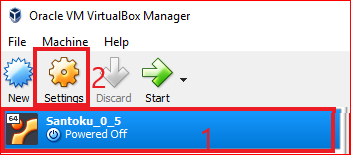 Oracle VM VirtualBox Manager
File Machine Help
2
New Settings Discard Start
64 Santoku_0_5
Powered Off
1